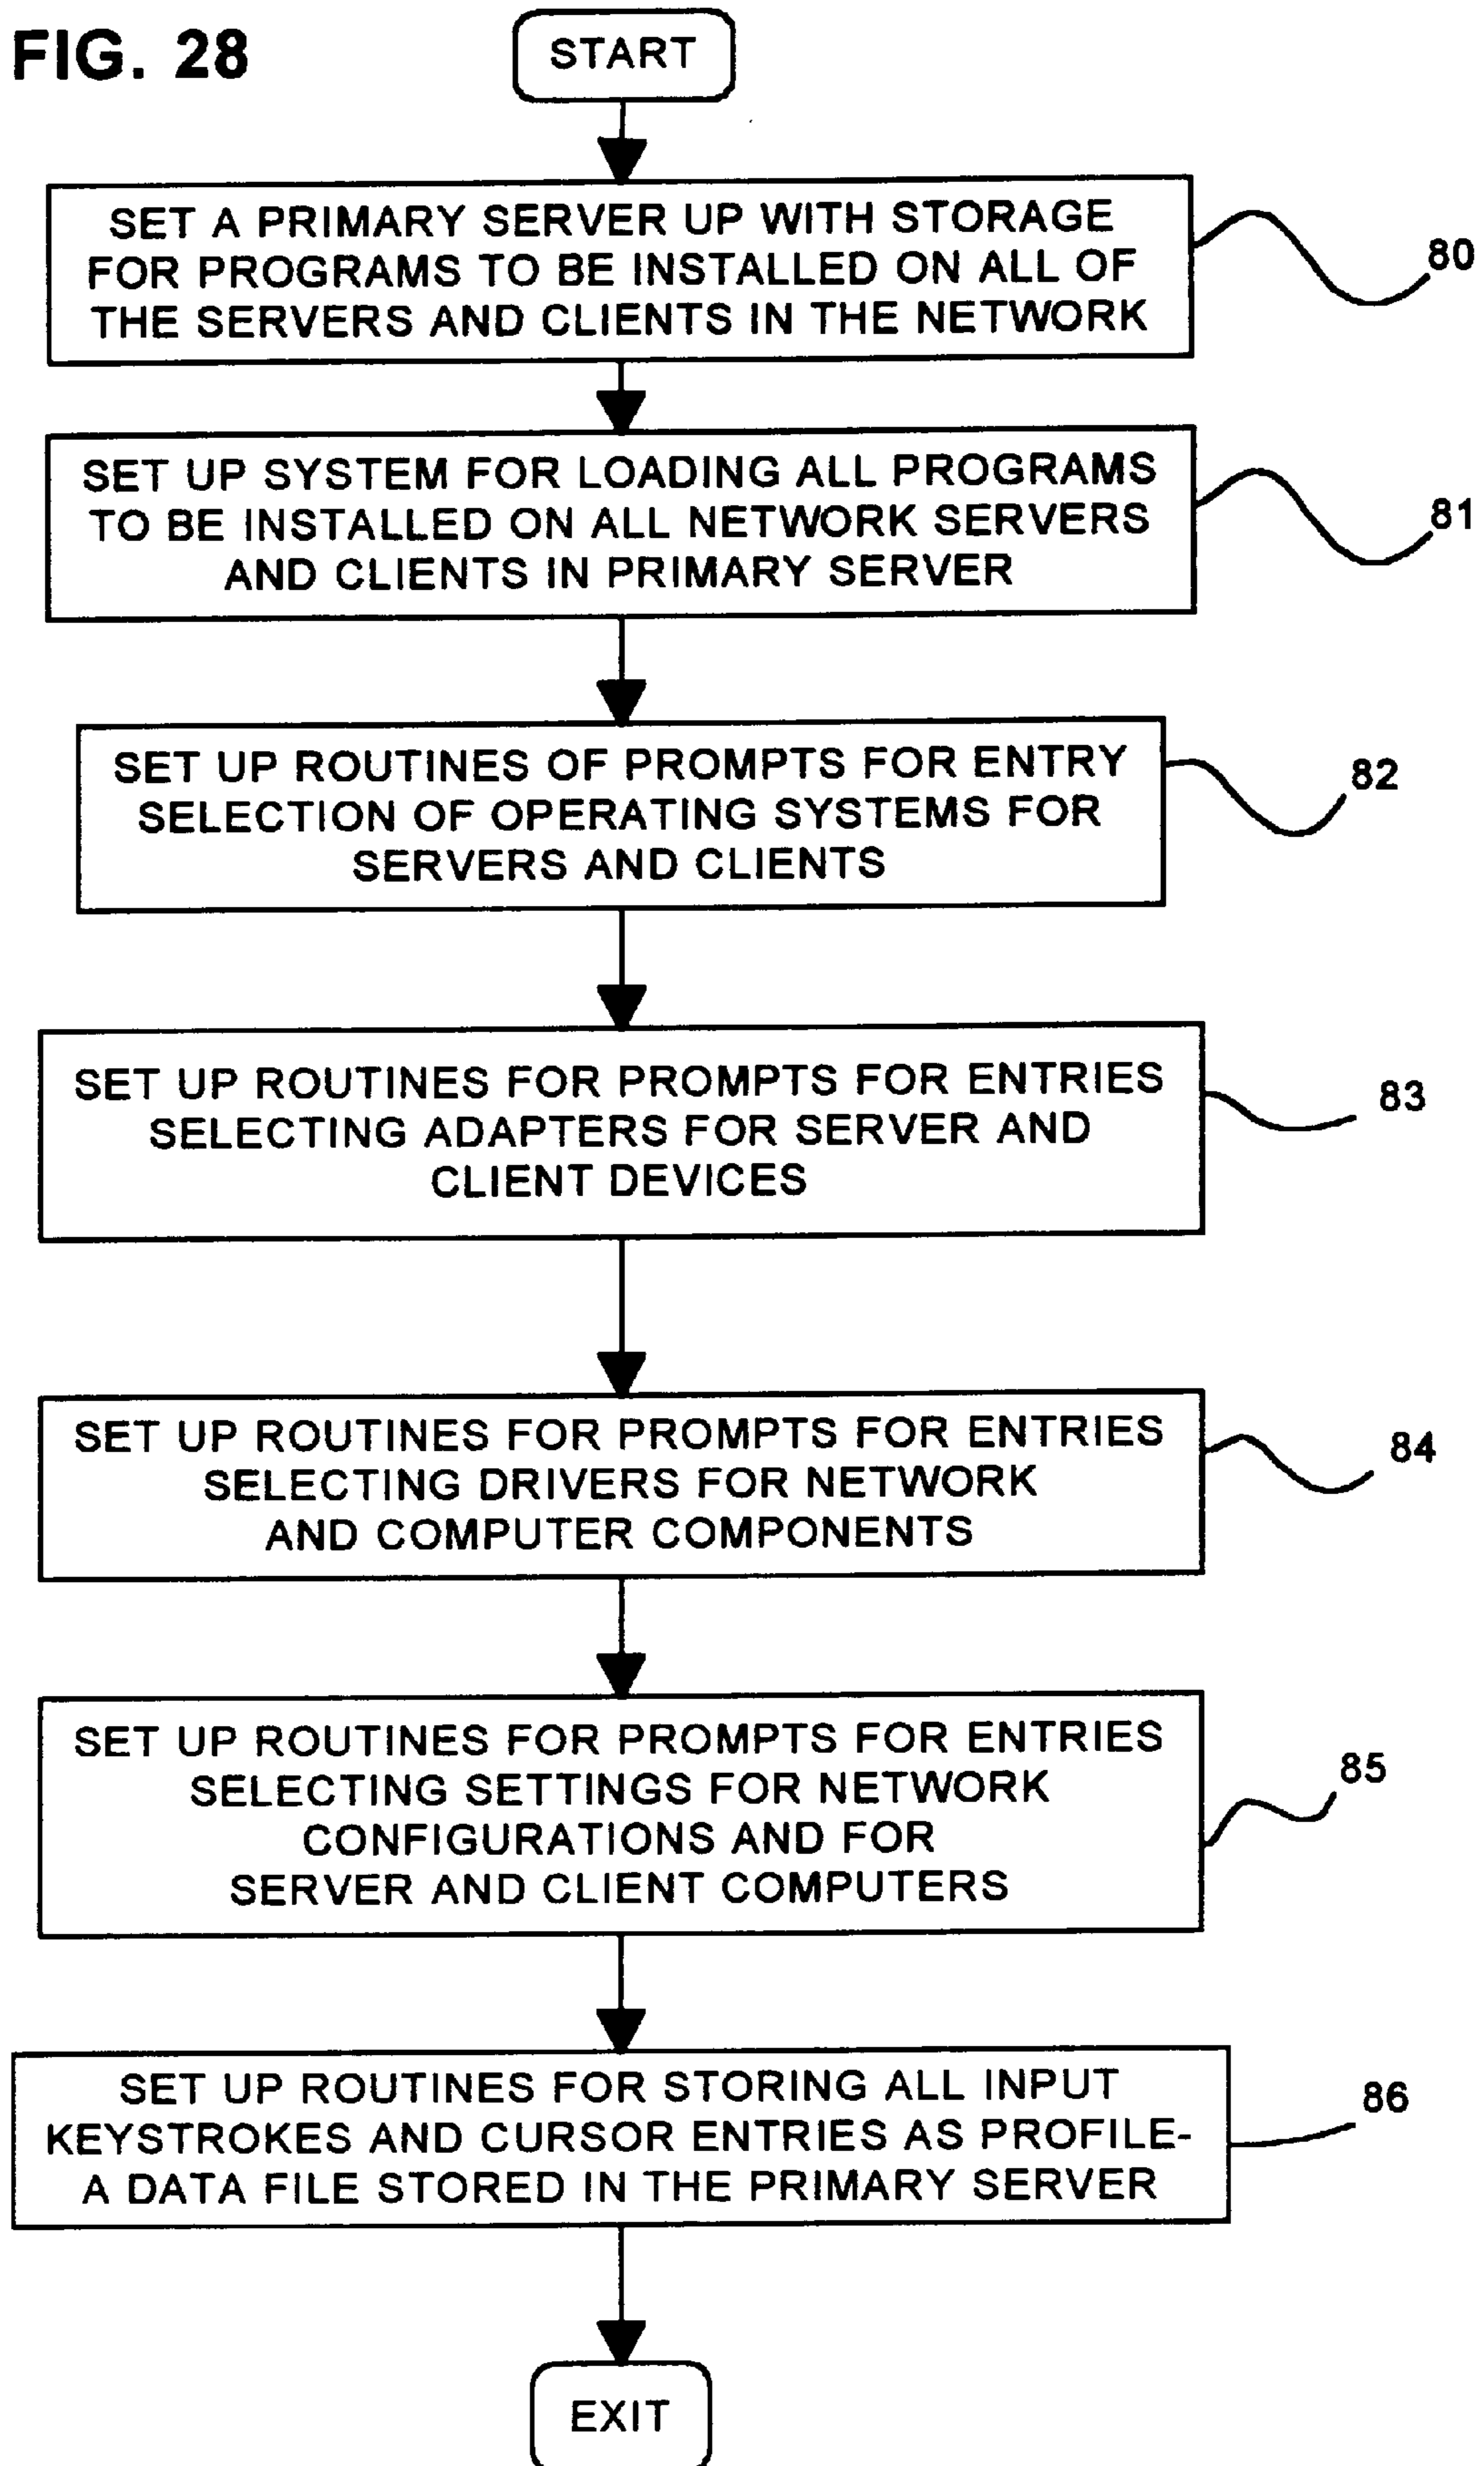 FIG. 28
START
SET A PRIMARY SERVER UP WITH STORAGE
FOR PROGRAMS TO BE INSTALLED ON ALL OF
THE SERVERS AND CLIENTS IN THE NETWORK
80
SET UP SYSTEM FOR LOADING ALL PROGRAMS
TO BE INSTALLED ON ALL NETWORK SERVERS
AND CLIENTS IN PRIMARY SERVER
81
SET UP ROUTINES OF PROMPTS FOR ENTRY
SELECTION OF OPERATING SYSTEMS FOR
SERVERS AND CLIENTS
82
SET UP ROUTINES FOR PROMPTS FOR ENTRIES
SELECTING ADAPTERS FOR SERVER AND
CLIENT DEVICES
83
SET UP ROUTINES FOR PROMPTS FOR ENTRIES
SELECTING DRIVERS FOR NETWORK
AND COMPUTER COMPONENTS
84
SET UP ROUTINES FOR PROMPTS FOR ENTRIES
SELECTING SETTINGS FOR NETWORK
CONFIGURATIONS AND FOR
SERVER AND CLIENT COMPUTERS
85
SET UP ROUTINES FOR STORING ALL INPUT
KEYSTROKES AND CURSOR ENTRIES AS PROFILE-
A DATA FILE STORED IN THE PRIMARY SERVER
86
EXIT